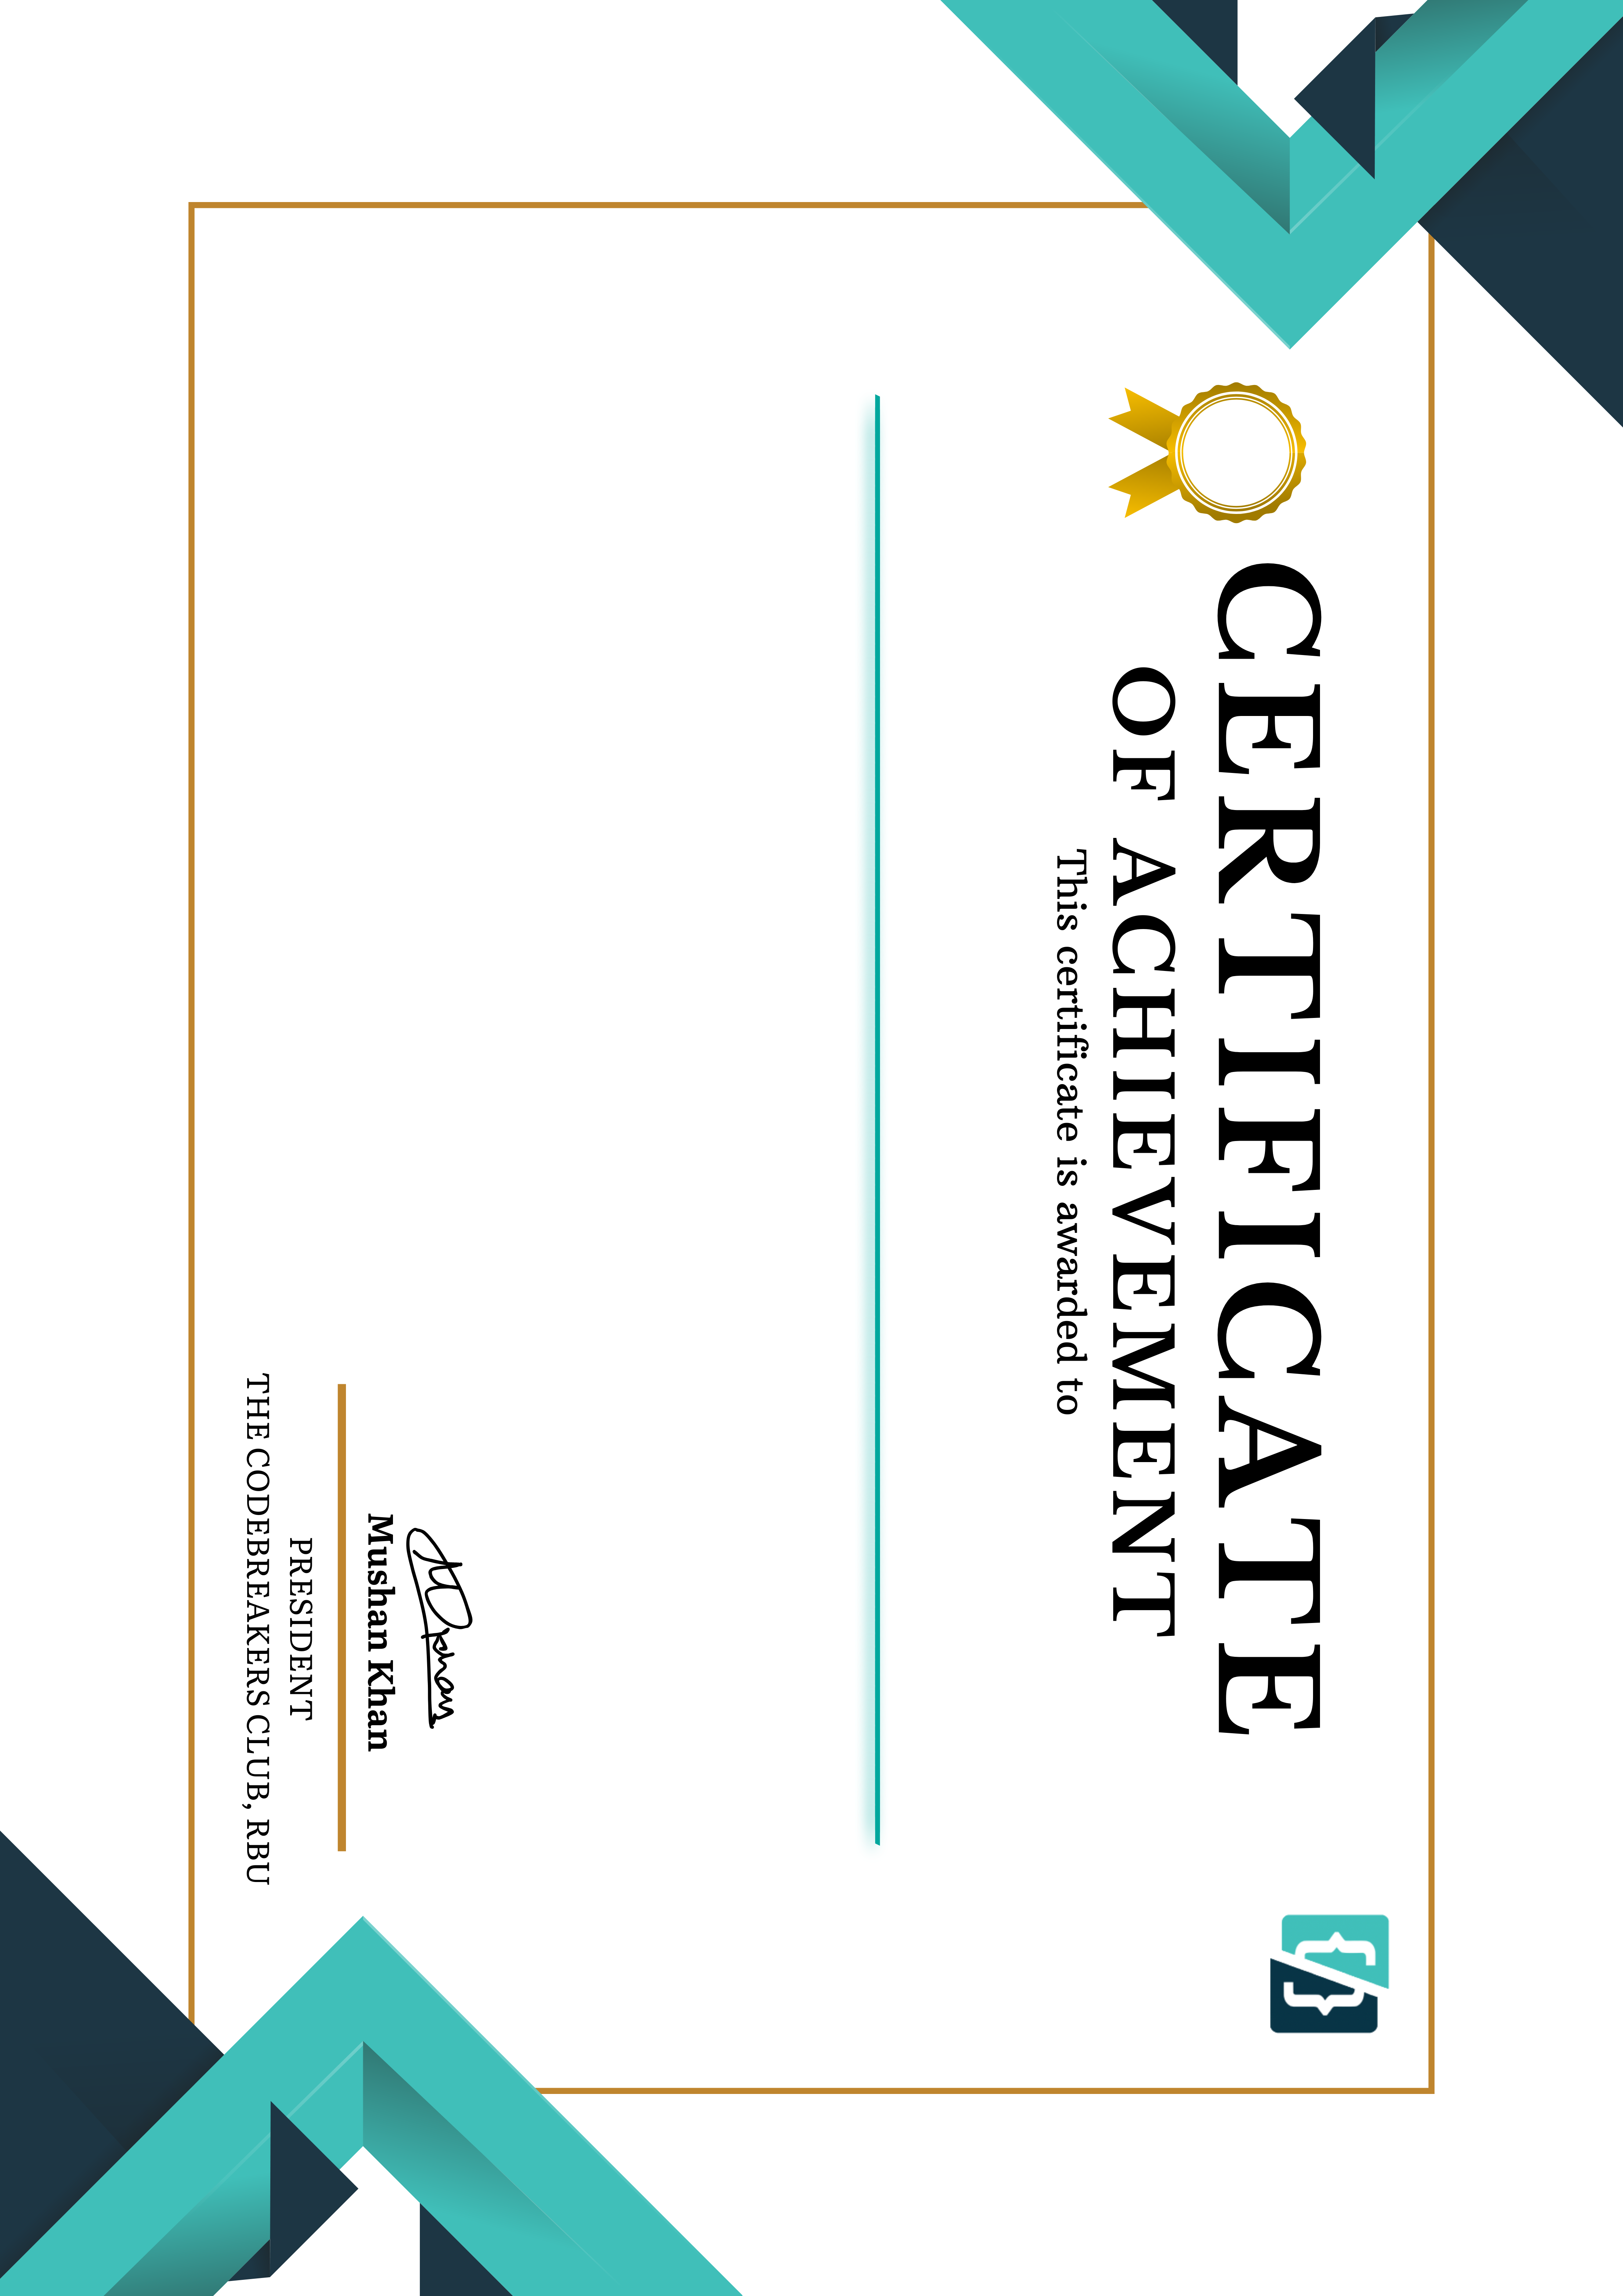 CERTIFICATE
OF ACHIEVEMENT
This certificate is awarded to
Mushan Khan
PRESIDENT
THE CODEBREAKERS CLUB, RBU